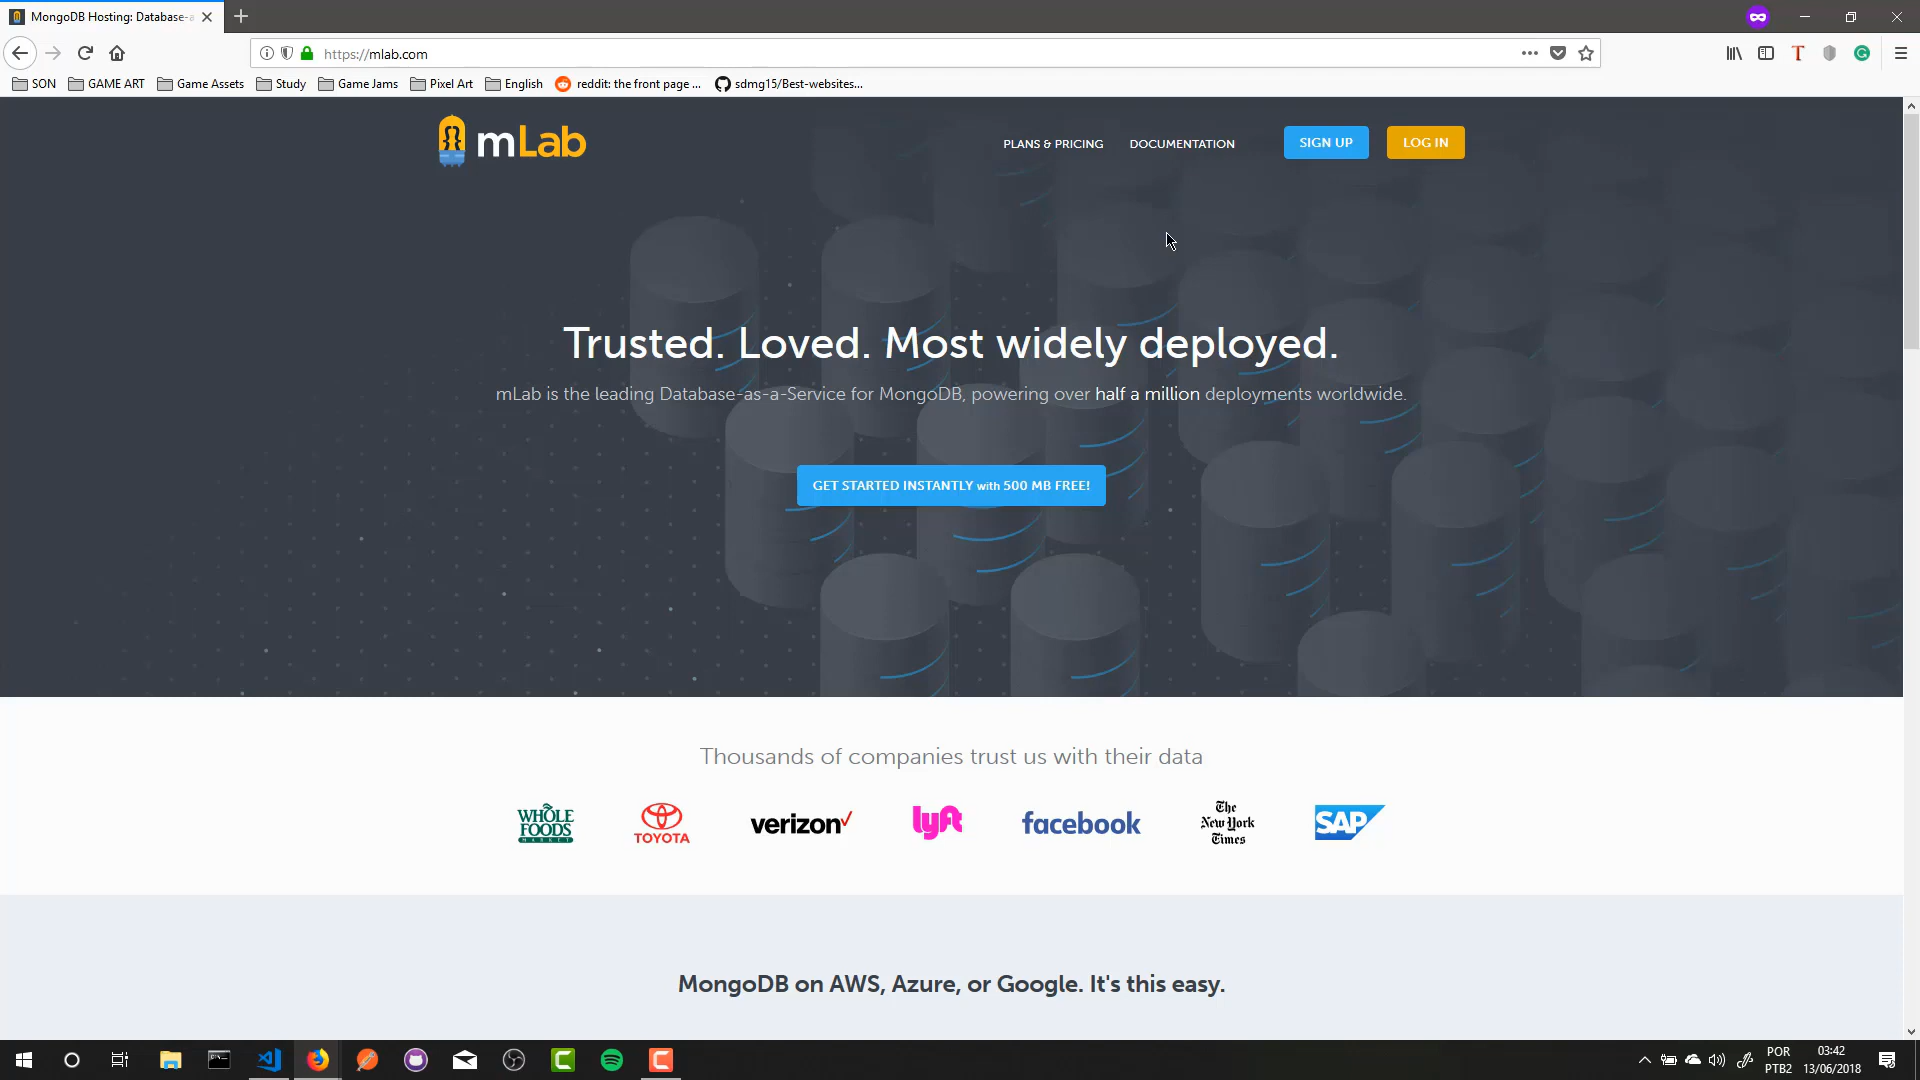 MongoDB Hosting: Database-a
https://mlab.com
SON
GAME ART
Game Assets
Study
Game Jams
Pixel Art
English
reddit: the front page ...
sdmg15/Best-websites...
mLab
PLANS & PRICING
DOCUMENTATION
SIGN UP
LOG IN
Trusted. Loved. Most widely deployed.
mLab is the leading Database-as-a-Service for MongoDB, powering over half a million deployments worldwide.
GET STARTED INSTANTLY with 500 MB FREE!
Thousands of companies trust us with their data
WHOLE
FOODS
MARKET
TOYOTA
verizon
lyft
facebook
The
New York
Times
SAP
MongoDB on AWS, Azure, or Google. It's this easy.
POR
PTB2
03:42
13/06/2018